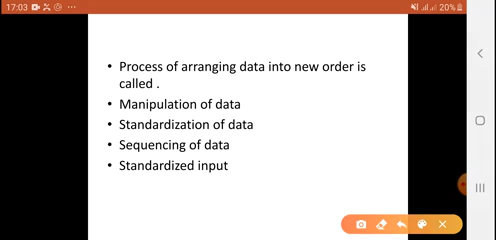 17:03
20%
• Process of arranging data into new order is
called .
• Manipulation of data
• Standardization of data
• Sequencing of data
• Standardized input